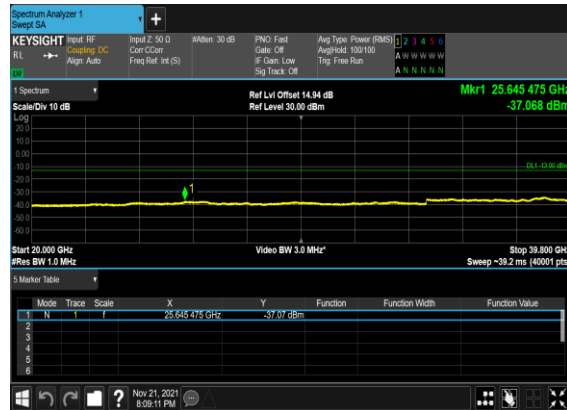 Spectrum Analyzer 1
Swept SA
KEYSIGHT Input: RF Input Z: 50 Ω #Atten: 30 dB PNO: Fast Avg Type: Power (RMS) 1 2 3 4 5 6
RL Coupling: DC Corr CCorr Gate: Off Avg|Hold: 100/100 A W W W W W
Align: Auto Freq Ref: Int (S) IF Gain: Low Trig: Free Run
Sig Track: Off A N N N N N
1 Spectrum Ref Lvl Offset 14.94 dB Mkr1 25.645 475 GHz
Scale/Div 10 dB Ref Level 30.00 dBm -37.068 dBm
Log
20.0
10.0
0.00
-10.0
DL1 -13.00 dBm
-20.0
-30.0
1
-40.0
-50.0
-60.0
Start 20.000 GHz Video BW 3.0 MHz* Stop 39.800 GHz
#Res BW 1.0 MHz Sweep ~39.2 ms (40001 pts)
5 Marker Table
Mode Trace Scale X Y Function Function Width Function Value
1 N 1 f 25.645 475 GHz -37.07 dBm
2
3
4
5
6
? Nov 21, 2021
8:09:11 PM